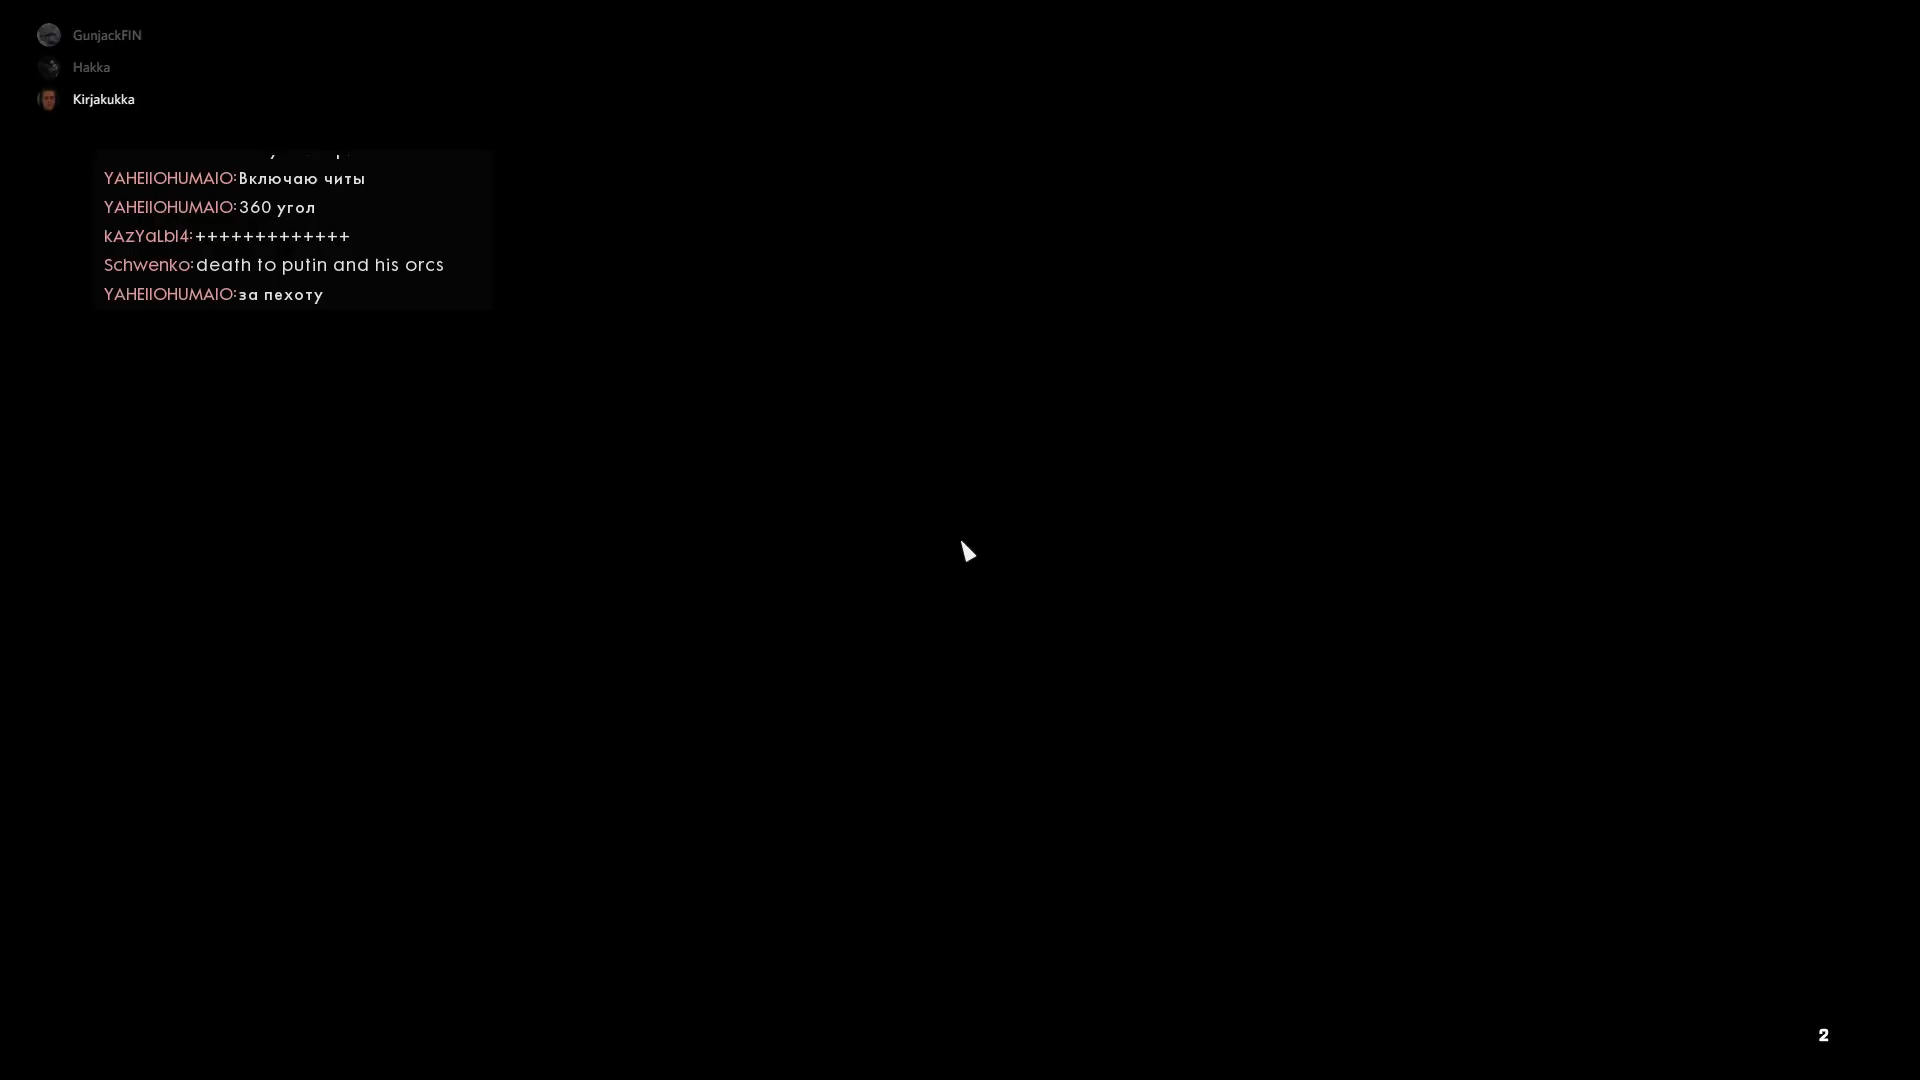 GunjackFIN
Hakka
Kirjakukka
YAHEIIOHUMAIO:Включаю читы
YAHEIIOHUMAIO:360 угол
kAzYaLbI4:+++++++++++++
Schwenko:death to putin and his orcs
YAHEIIOHUMAIO:за пехоту
2